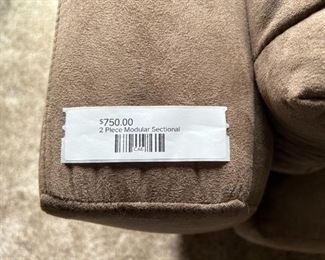 $750.00
2 Piece Modular Sectional